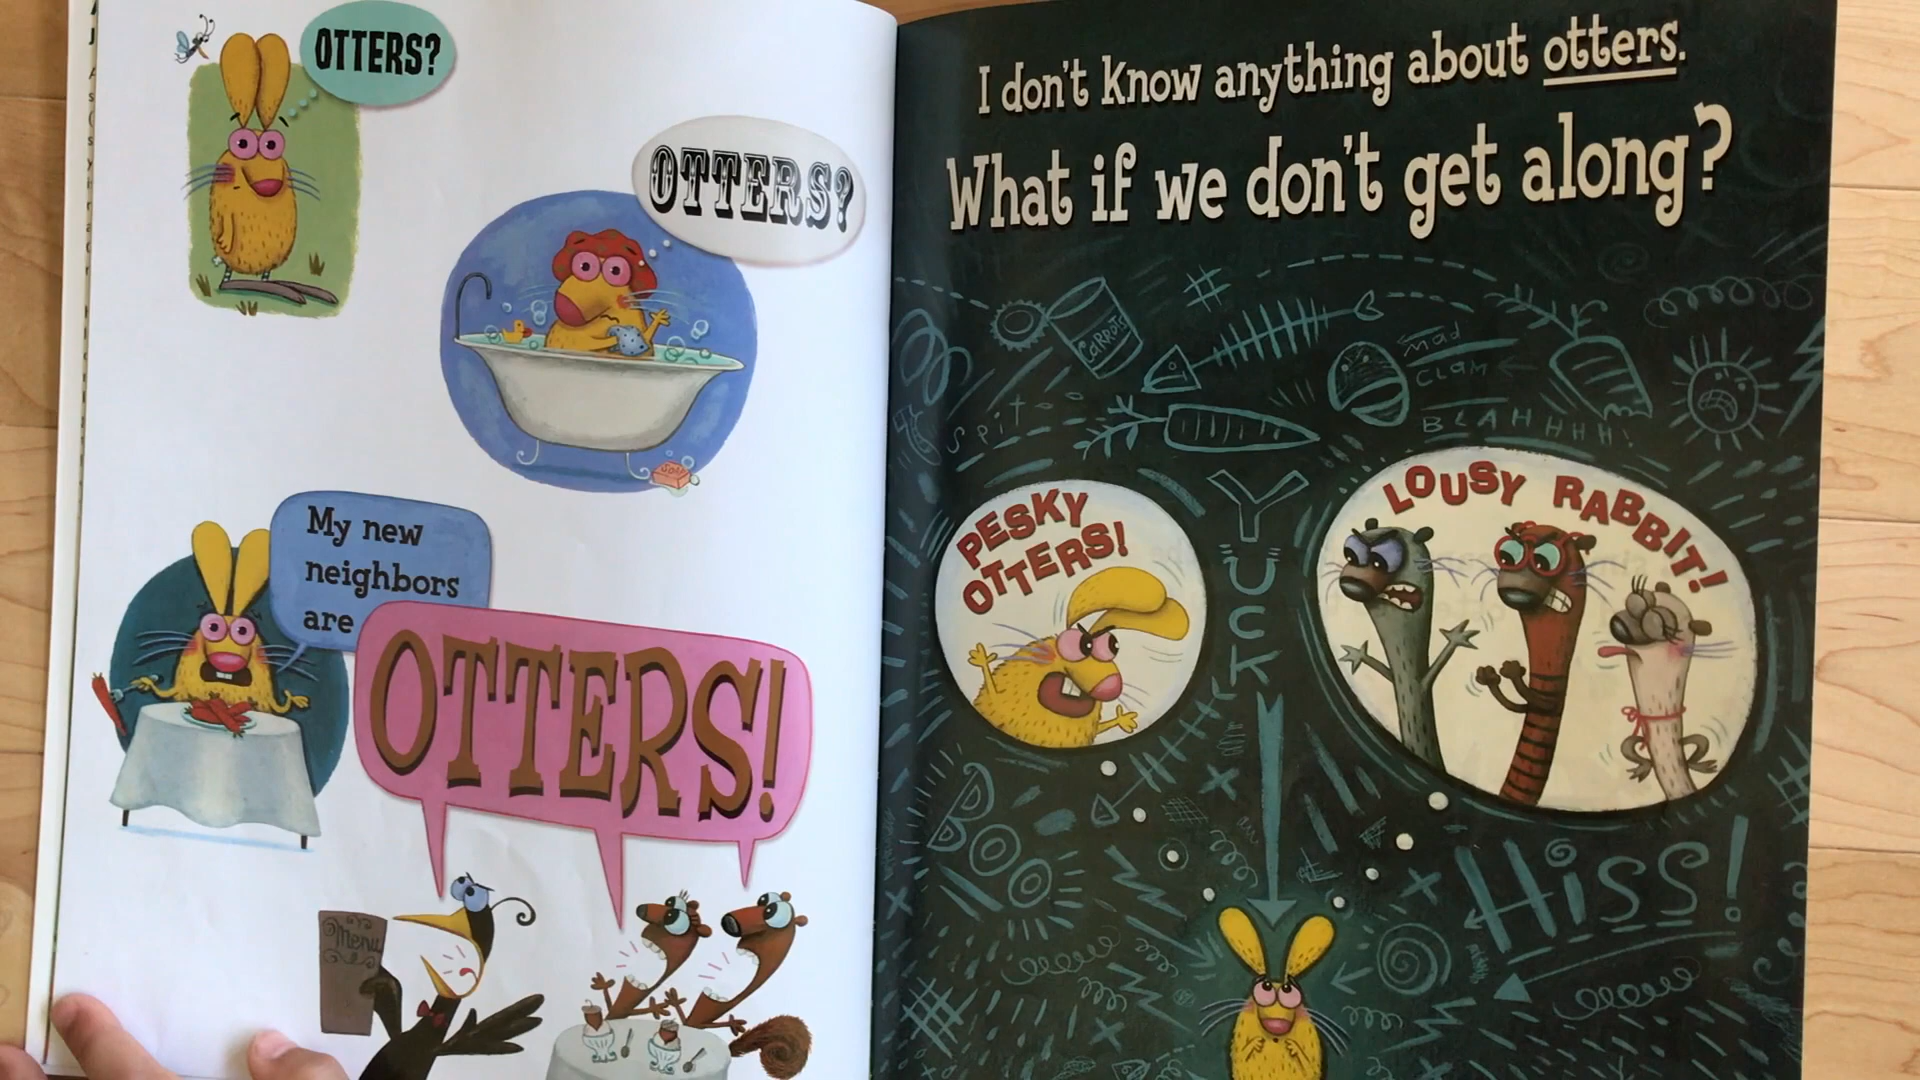 OTTERS?
OTTERS?
SOAP
My new
neighbors
are
OTTERS!
Menu
I don't know anything about otters.
What if we don't get along?
CARROTS
mad
CLAM
BLAHHHH!
Spit
YUCK
PESKY
OTTERS!
LOUSY RABBIT!
BOO
HiSS!